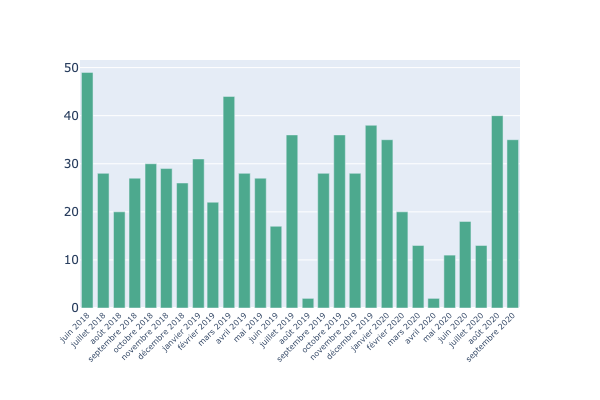 50
40
30
20
10
0
juin 2018
juillet 2018
août 2018
septembre 2018
octobre 2018
novembre 2018
décembre 2018
janvier 2019
février 2019
mars 2019
avril 2019
mai 2019
juin 2019
juillet 2019
août 2019
septembre 2019
octobre 2019
novembre 2019
décembre 2019
janvier 2020
février 2020
mars 2020
avril 2020
mai 2020
juin 2020
juillet 2020
août 2020
septembre 2020